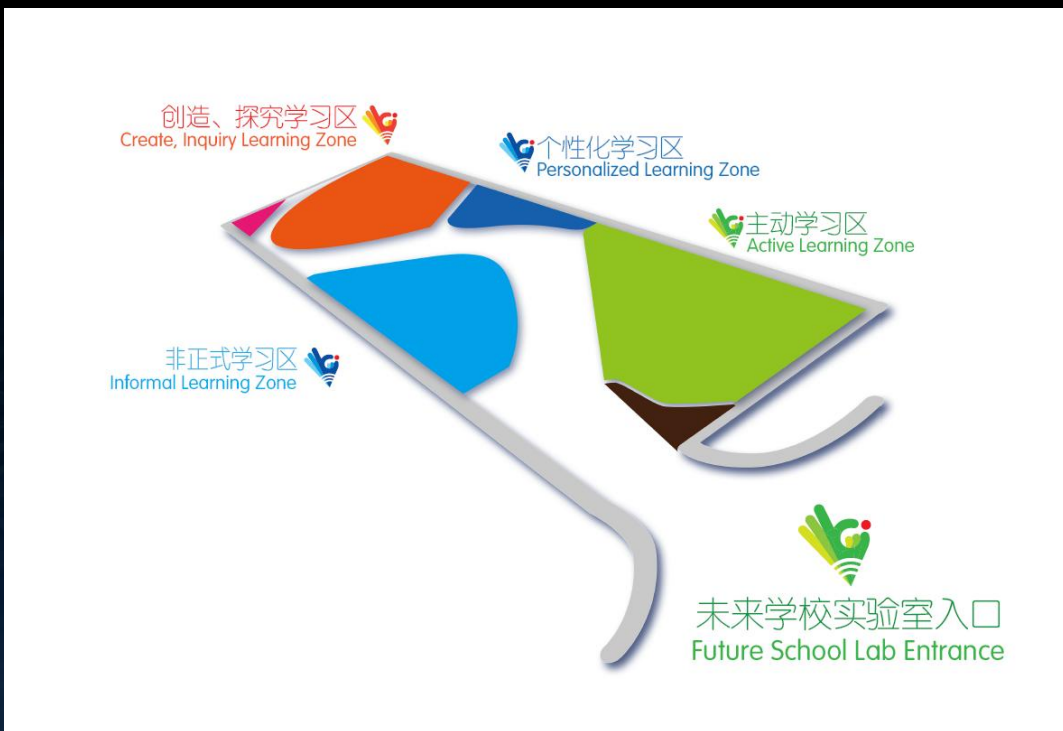 创造、探究学习区
Create, Inquiry Learning Zone
个性化学习区
Personalized Learning Zone
主动学习区
Active Learning Zone
非正式学习区
Informal Learning Zone
未来学校实验室入口
Future School Lab Entrance